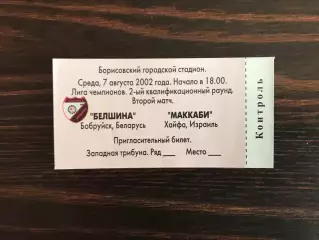 Борисовский городской стадион.
Среда, 7 августа 2002 года. Начало в 18.00.
Лига чемпионов. 2-ый квалификационный раунд.
Второй матч.
"БЕЛШИНА" "МАККАБИ"
Бобруйск, Беларусь Хайфа, Израиль
Пригласительный билет.
Западная трибуна. Ряд ___ Место ___
Контроль